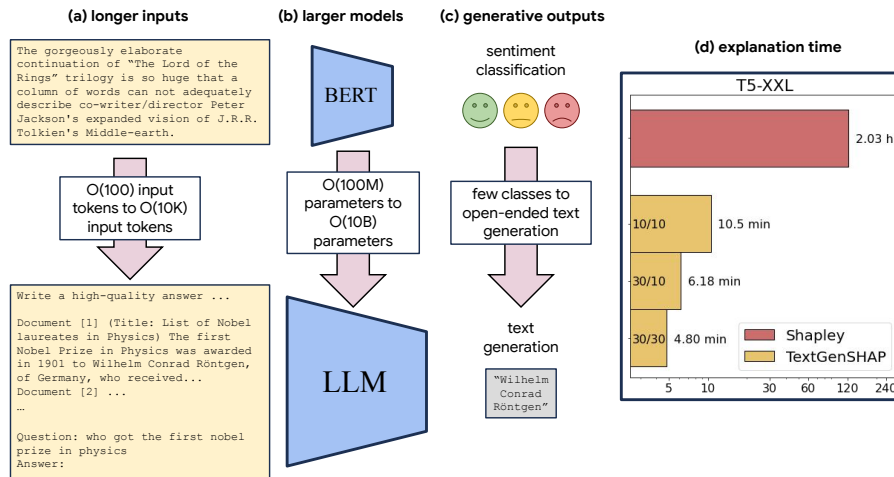 (a) longer inputs
The gorgeously elaborate
continuation of “The Lord of the
Rings” trilogy is so huge that a
column of words can not adequately
describe co-writer/director Peter
Jackson's expanded vision of J.R.R.
Tolkien's Middle-earth.
O(100) input
tokens to O(10K)
input tokens
Write a high-quality answer ...
Document [1] (Title: List of Nobel
laureates in Physics) The first
Nobel Prize in Physics was awarded
in 1901 to Wilhelm Conrad Röntgen,
of Germany, who received...
Document [2] ...
…
Question: who got the first nobel
prize in physics
Answer:
(b) larger models
BERT
O(100M)
parameters to
O(10B)
parameters
LLM
(c) generative outputs
sentiment
classification
few classes to
open-ended text
generation
text
generation
“Wilhelm
Conrad
Röntgen”
(d) explanation time
T5-XXL
2.03 h
10/10 10.5 min
30/10 6.18 min
30/30 4.80 min
Shapley
TextGenSHAP
5 10 30 60 120 240